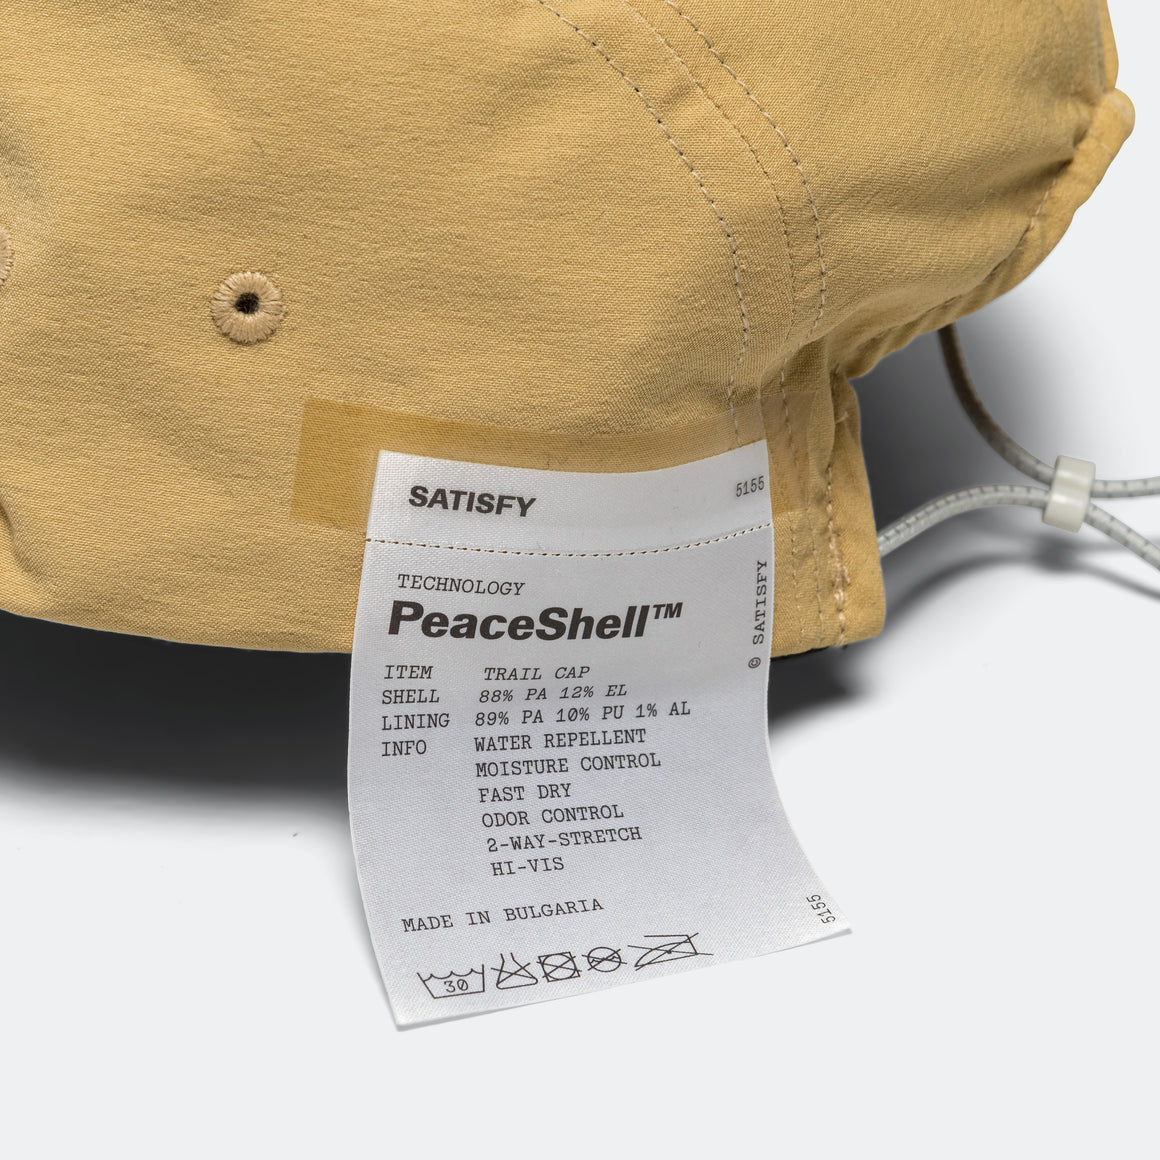 SATISFY
5155
TECHNOLOGY
PeaceShell™
© SATISFY
ITEM TRAIL CAP
SHELL 88% PA 12% EL
LINING 89% PA 10% PU 1% AL
INFO WATER REPELLENT
MOISTURE CONTROL
FAST DRY
ODOR CONTROL
2-WAY-STRETCH
HI-VIS
MADE IN BULGARIA
5155
30